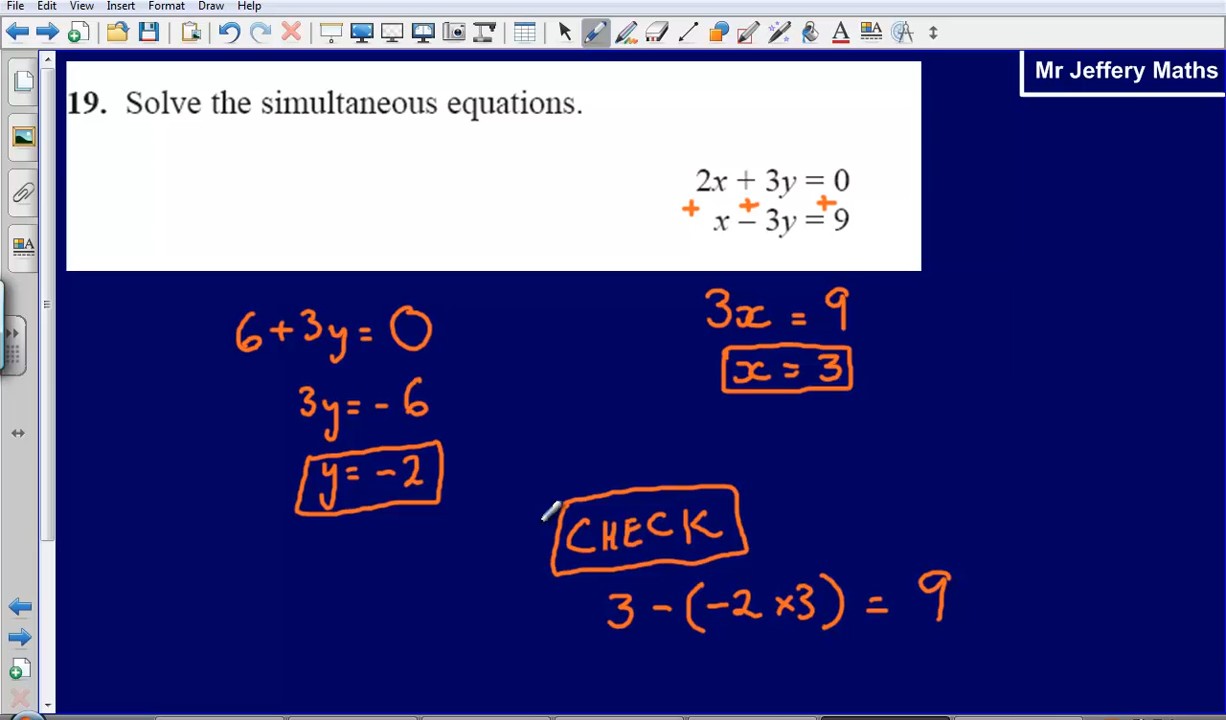 File Edit View Insert Format Draw Help
Mr Jeffery Maths
19. Solve the simultaneous equations.
2x + 3y = 0
+ + +
x − 3y = 9
3x = 9
x = 3
6+3y = 0
3y = - 6
y = -2
CHECK
3 - (-2 ×3) = 9